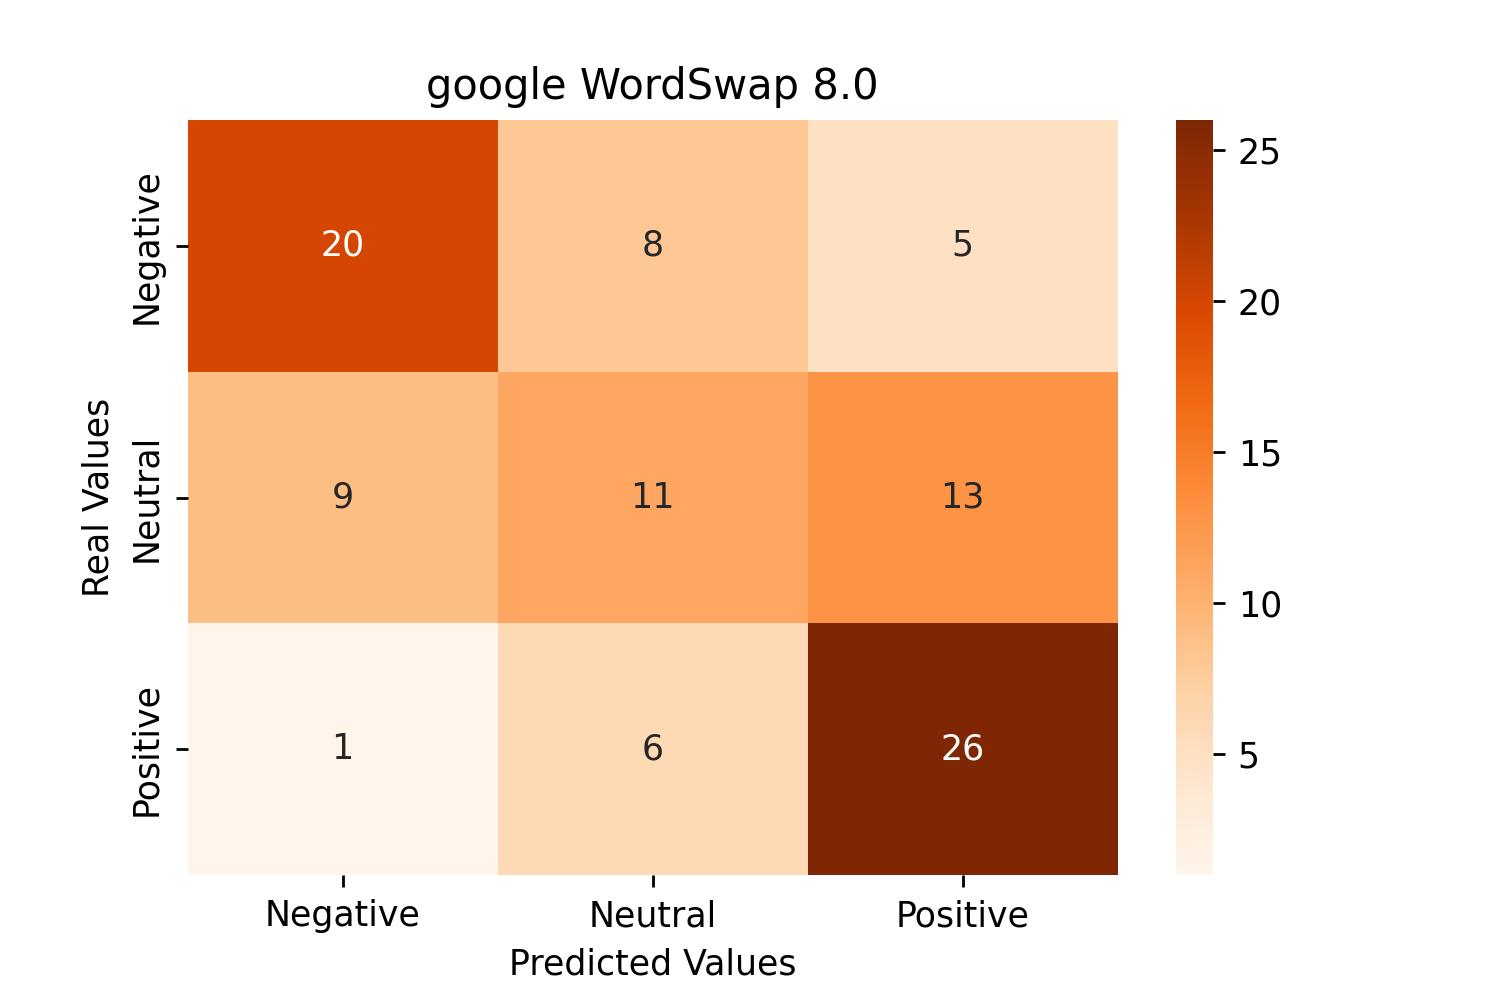 google WordSwap 8.0
Real Values
Negative
20 8 5
Neutral
9 11 13
Positive
1 6 26
Negative Neutral Positive
Predicted Values
25
20
15
10
5